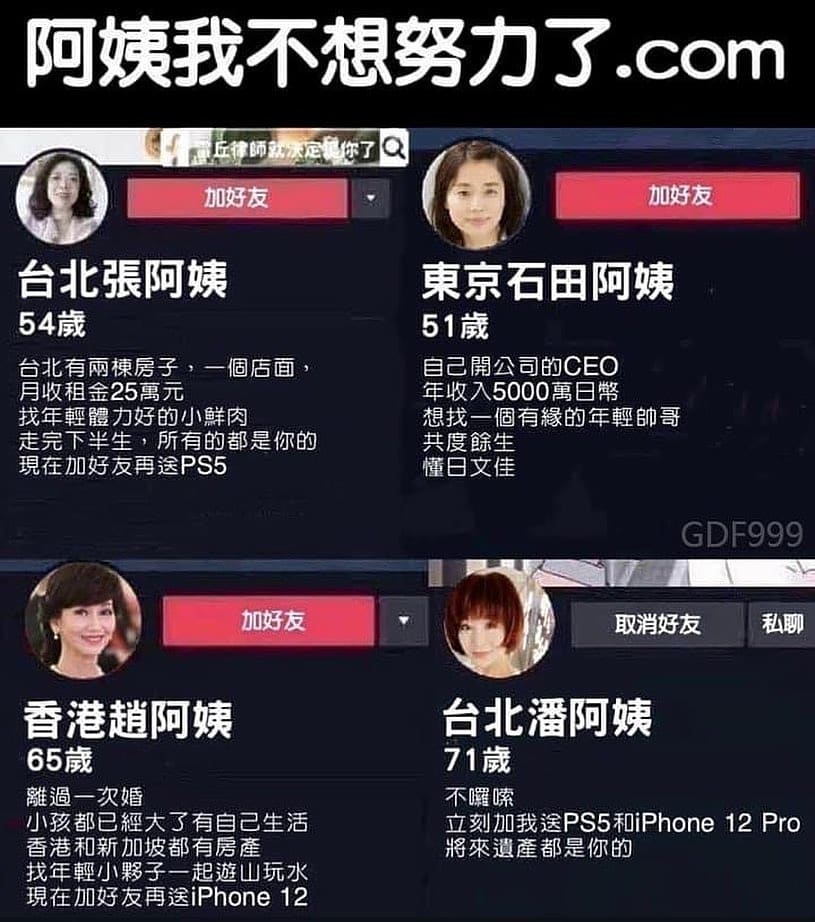 阿姨我不想努力了.com
雷丘律師就決定是你了
加好友
台北張阿姨
54歲
台北有兩棟房子，一個店面，
月收租金25萬元
找年輕體力好的小鮮肉
走完下半生，所有的都是你的
現在加好友再送PS5
加好友
東京石田阿姨
51歲
自己開公司的CEO
年收入5000萬日幣
想找一個有緣的年輕帥哥
共度餘生
懂日文佳
GDF999
加好友
香港趙阿姨
65歲
離過一次婚
小孩都已經大了有自己生活
香港和新加坡都有房產
找年輕小夥子一起遊山玩水
現在加好友再送iPhone 12
取消好友
私聊
台北潘阿姨
71歲
不囉嗦
立刻加我送PS5和iPhone 12 Pro
將來遺產都是你的